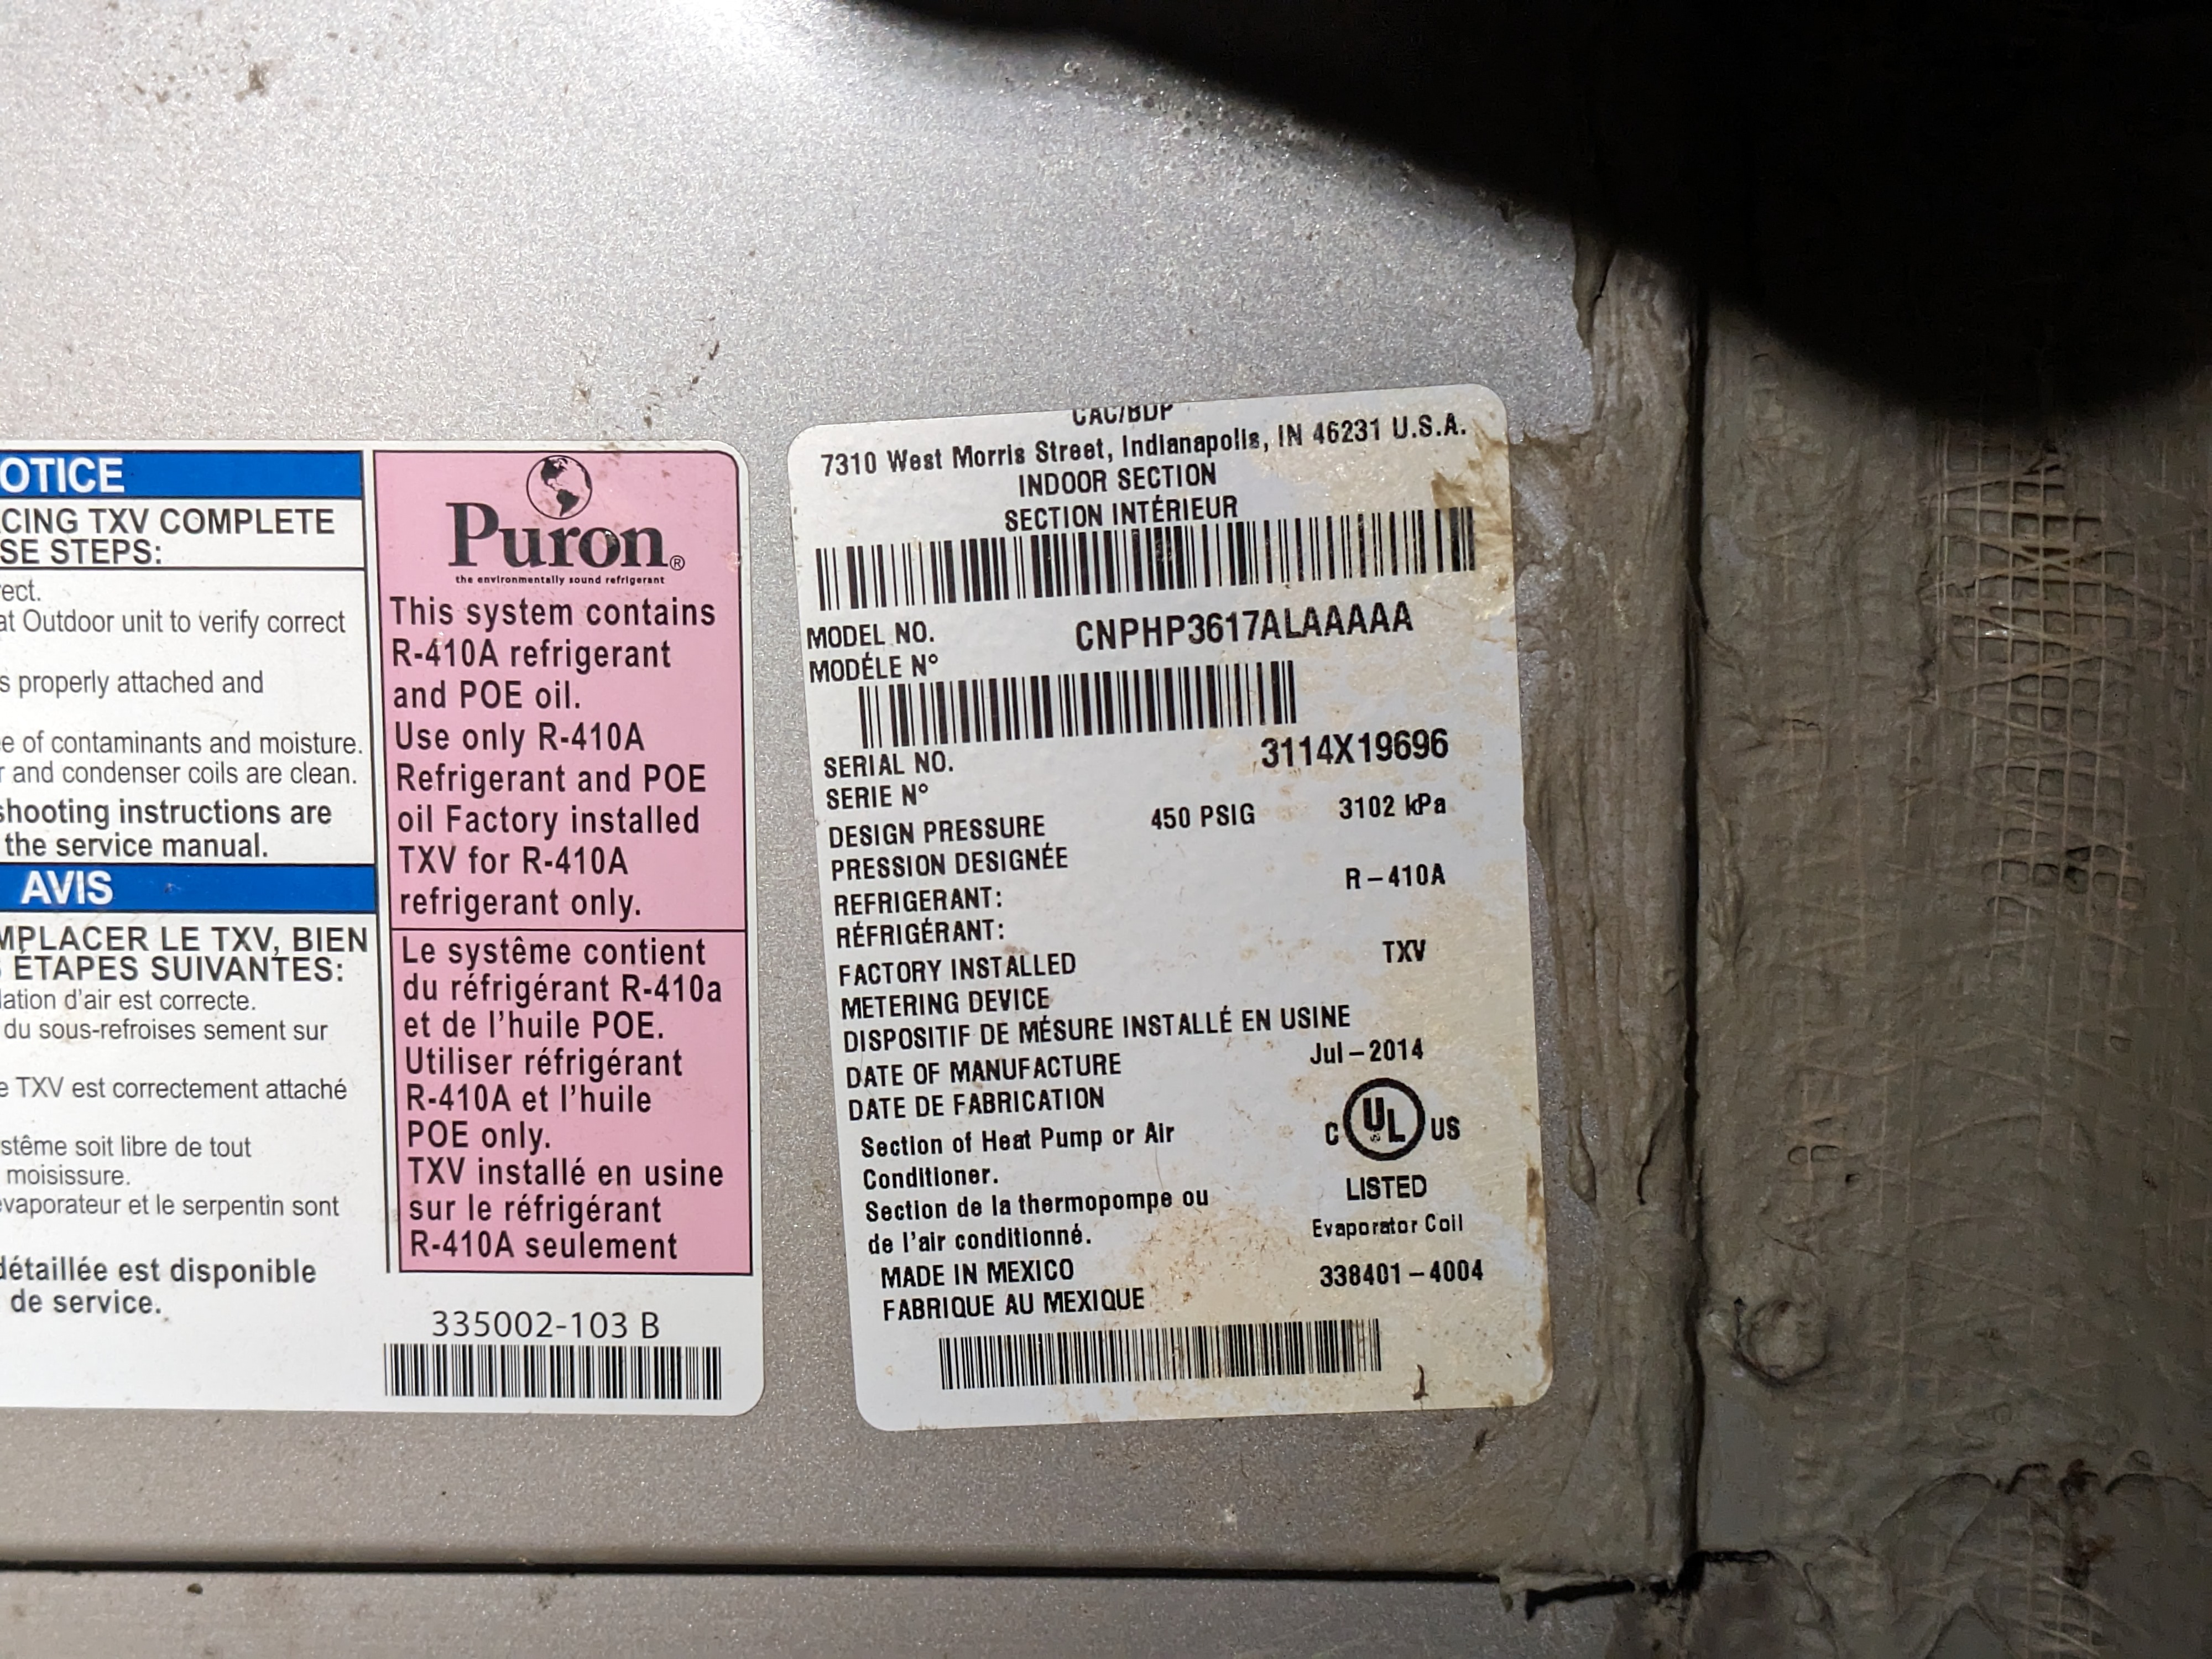 OTICE
CING TXV COMPLETE
SE STEPS:
ect.
at Outdoor unit to verify correct
s properly attached and
e of contaminants and moisture.
r and condenser coils are clean.
shooting instructions are
the service manual.
AVIS
MPLACER LE TXV, BIEN
ETAPES SUIVANTES:
lation d'air est correcte.
du sous-refroises sement sur
e TXV est correctement attaché
stême soit libre de tout
moisissure.
évaporateur et le serpentin sont
détaillée est disponible
de service.
Puron®
the environmentally sound refrigerant
This system contains
R-410A refrigerant
and POE oil.
Use only R-410A
Refrigerant and POE
oil Factory installed
TXV for R-410A
refrigerant only.
Le système contient
du réfrigérant R-410a
et de l'huile POE.
Utiliser réfrigérant
R-410A et l'huile
POE only.
TXV installé en usine
sur le réfrigérant
R-410A seulement
335002-103 B
CAC/BDP
7310 West Morris Street, Indianapolis, IN 46231 U.S.A.
INDOOR SECTION
SECTION INTÉRIEUR
MODEL NO. CNPHP3617ALAAAAA
MODÉLE N°
SERIAL NO. 3114X19696
SERIE N°
DESIGN PRESSURE 450 PSIG 3102 kPa
PRESSION DESIGNÉE
REFRIGERANT: R-410A
RÉFRIGÉRANT:
FACTORY INSTALLED TXV
METERING DEVICE
DISPOSITIF DE MÉSURE INSTALLÉ EN USINE
DATE OF MANUFACTURE Jul-2014
DATE DE FABRICATION
Section of Heat Pump or Air
Conditioner.
Section de la thermopompe ou
de l'air conditionné.
MADE IN MEXICO
FABRIQUE AU MEXIQUE
C UL US
LISTED
Evaporator Coil
338401-4004